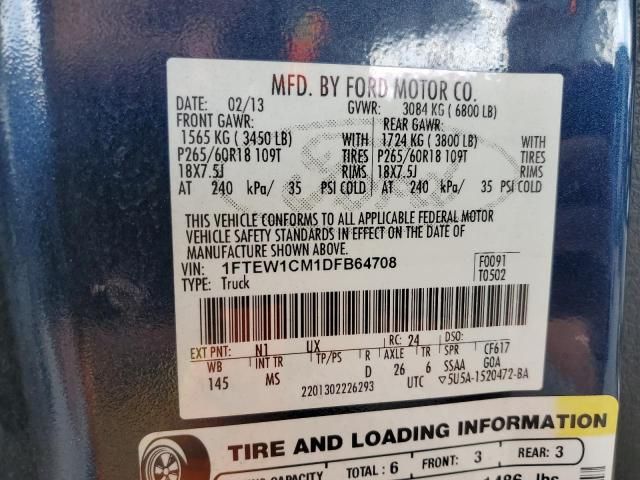 MFD. BY FORD MOTOR CO.
DATE: 02/13 GVWR: 3084 KG ( 6800 LB)
FRONT GAWR: REAR GAWR:
1565 KG ( 3450 LB) WITH 1724 KG ( 3800 LB) WITH
P265/60R18 109T TIRES P265/60R18 109T TIRES
18X7.5J RIMS 18X7.5J RIMS
AT 240 kPa/ 35 PSI COLD AT 240 kPa/ 35 PSI COLD
THIS VEHICLE CONFORMS TO ALL APPLICABLE FEDERAL MOTOR
VEHICLE SAFETY STANDARDS IN EFFECT ON THE DATE OF
MANUFACTURE SHOWN ABOVE.
VIN: 1FTEW1CM1DFB64708 F0091
TYPE: Truck T0502
EXT PNT: N1 UX RC: 24 DSO:
WB INT TR TP/PS R AXLE TR SPR CF617
145 MS D 26 6 SSAA G0A
2201302226293 UTC ▽5U5A-1520472-BA
TIRE AND LOADING INFORMATION
CAPACITY TOTAL : 6 FRONT: 3 REAR: 3
lbs